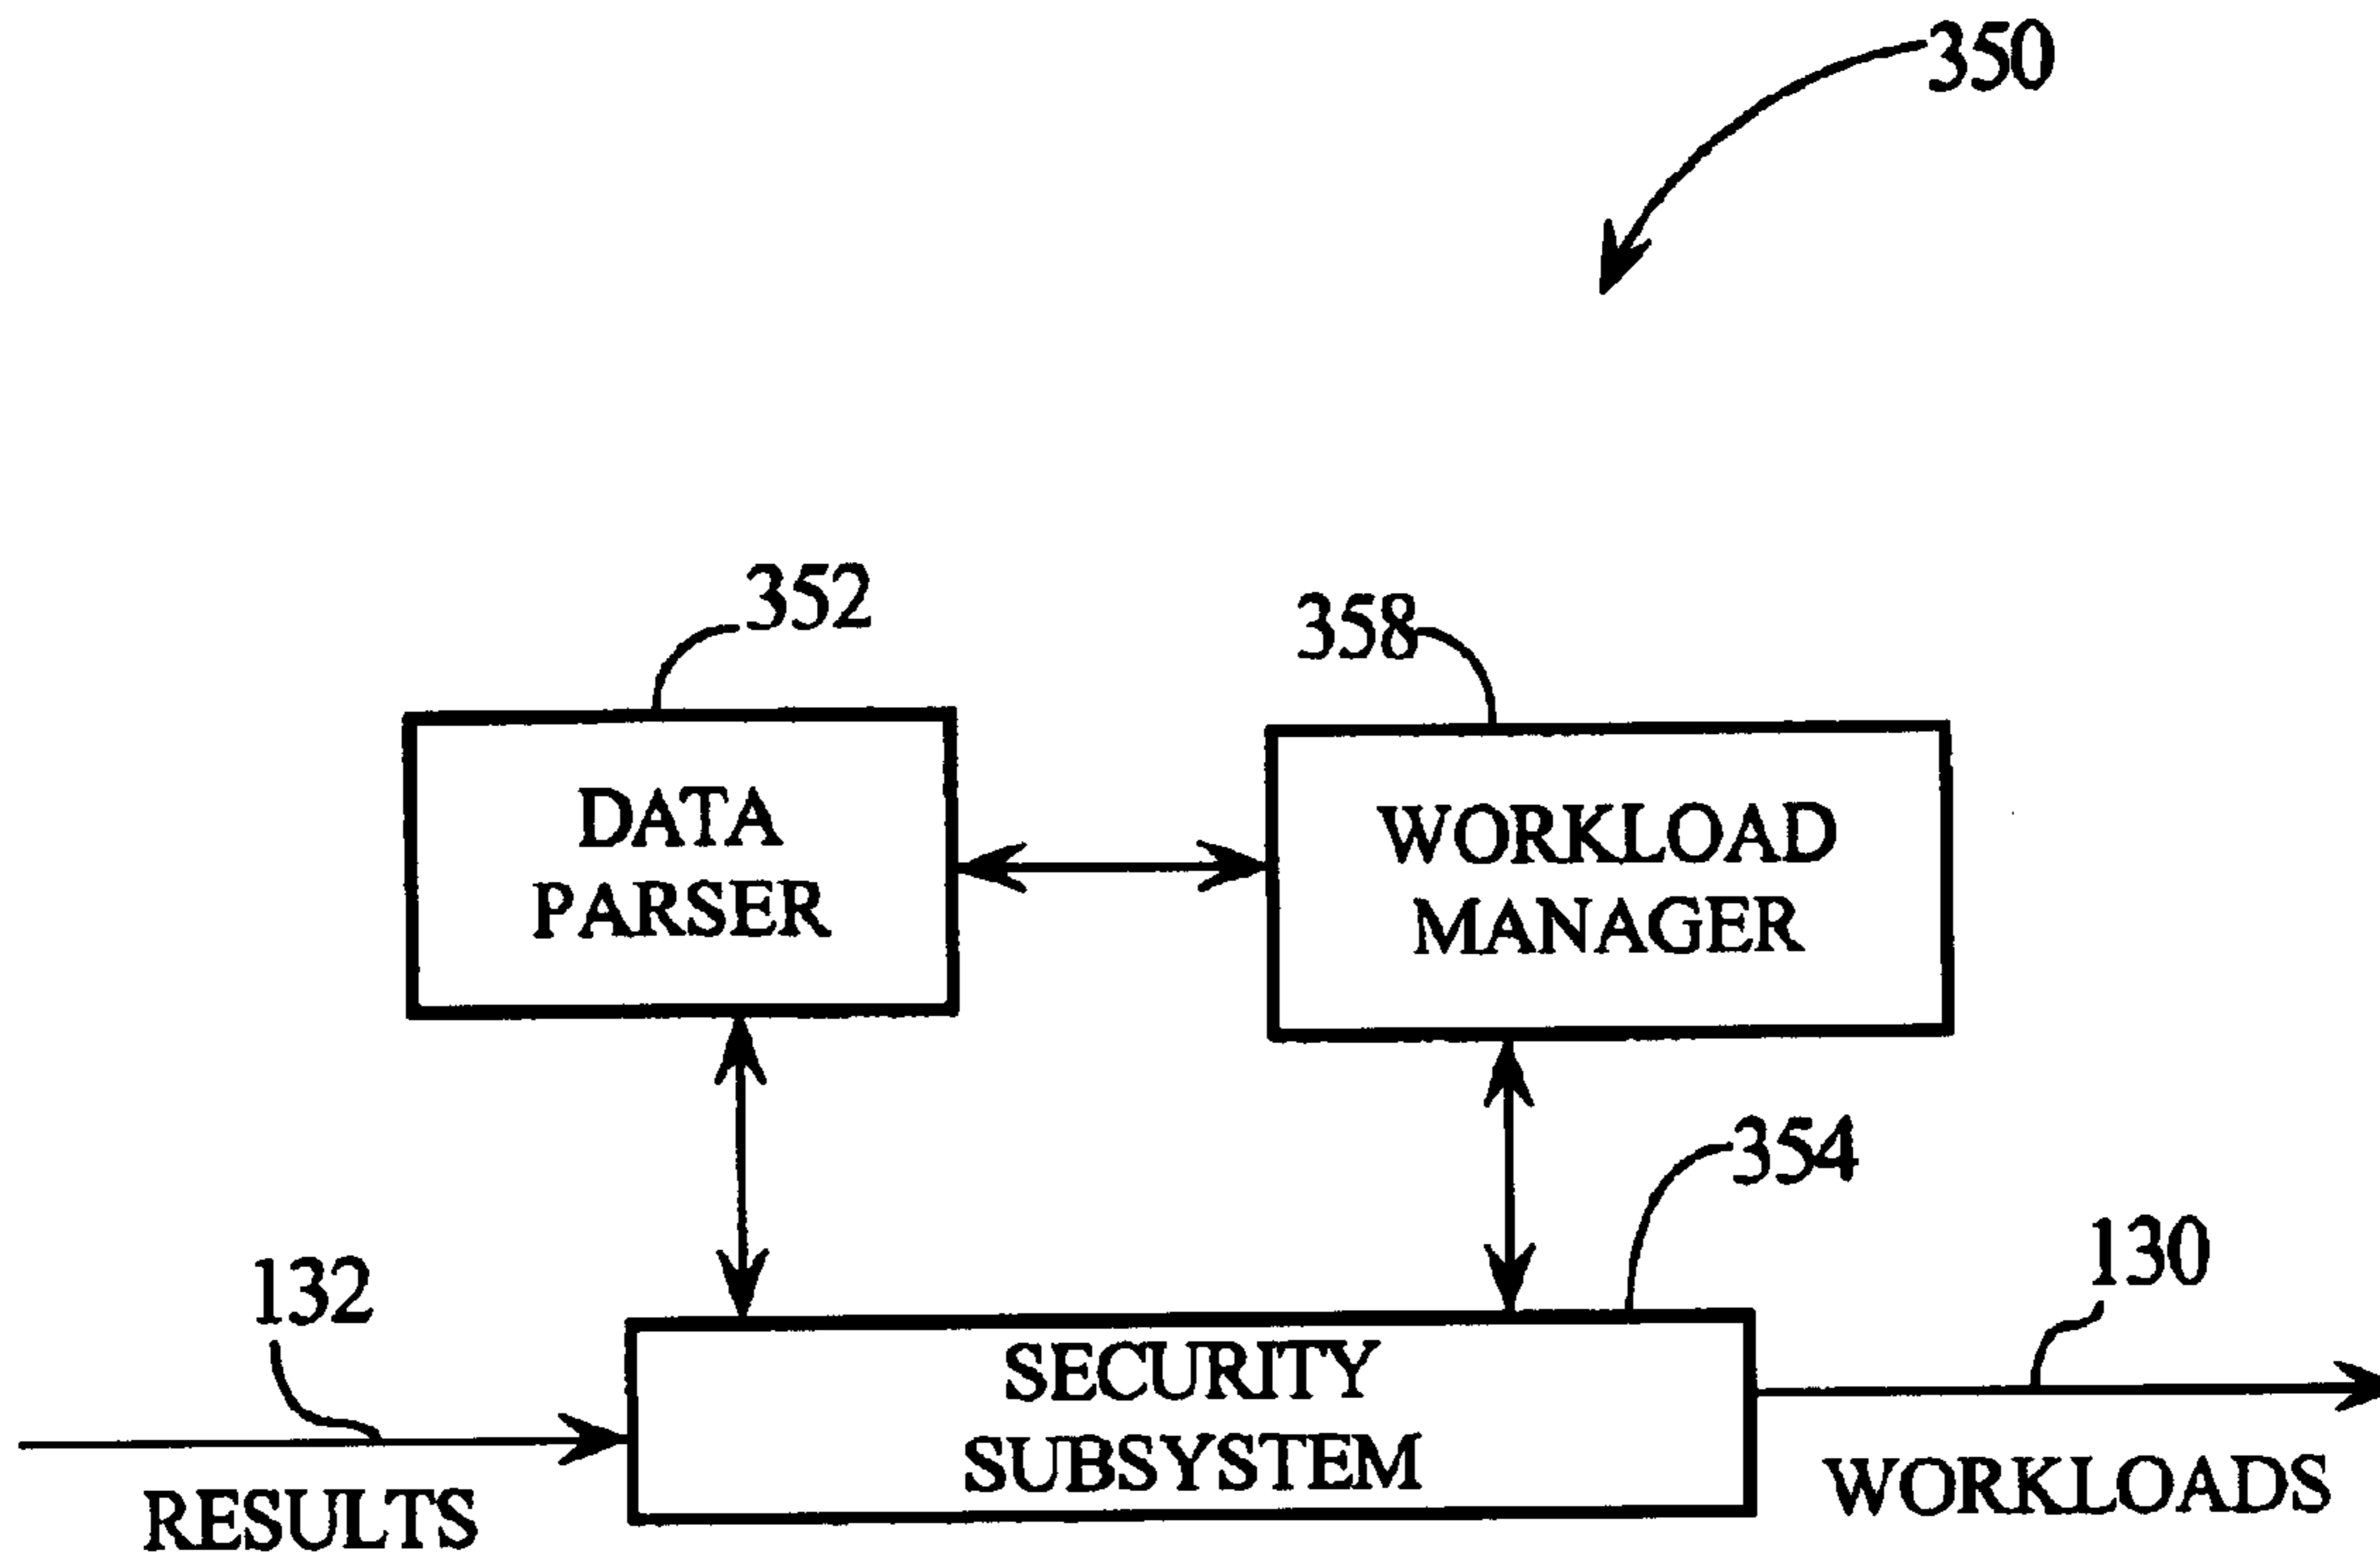 350
352
358
DATA
PARSER
WORKLOAD
MANAGER
354
132
130
SECURITY
SUBSYSTEM
RESULTS
WORKLOADS